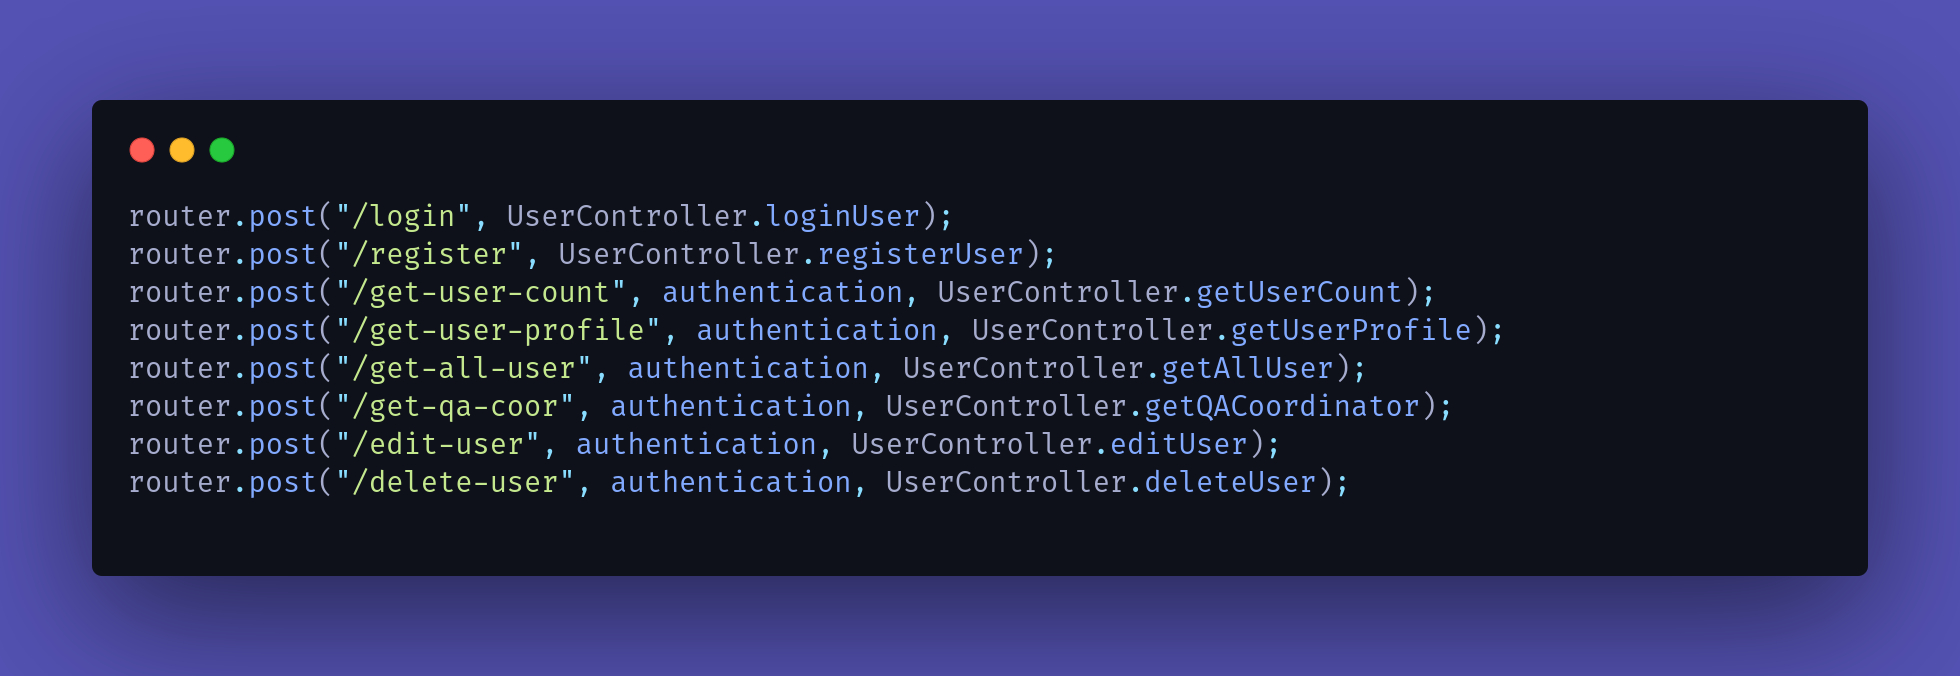 router.post("/login", UserController.loginUser);
router.post("/register", UserController.registerUser);
router.post("/get-user-count", authentication, UserController.getUserCount);
router.post("/get-user-profile", authentication, UserController.getUserProfile);
router.post("/get-all-user", authentication, UserController.getAllUser);
router.post("/get-qa-coor", authentication, UserController.getQACoordinator);
router.post("/edit-user", authentication, UserController.editUser);
router.post("/delete-user", authentication, UserController.deleteUser);